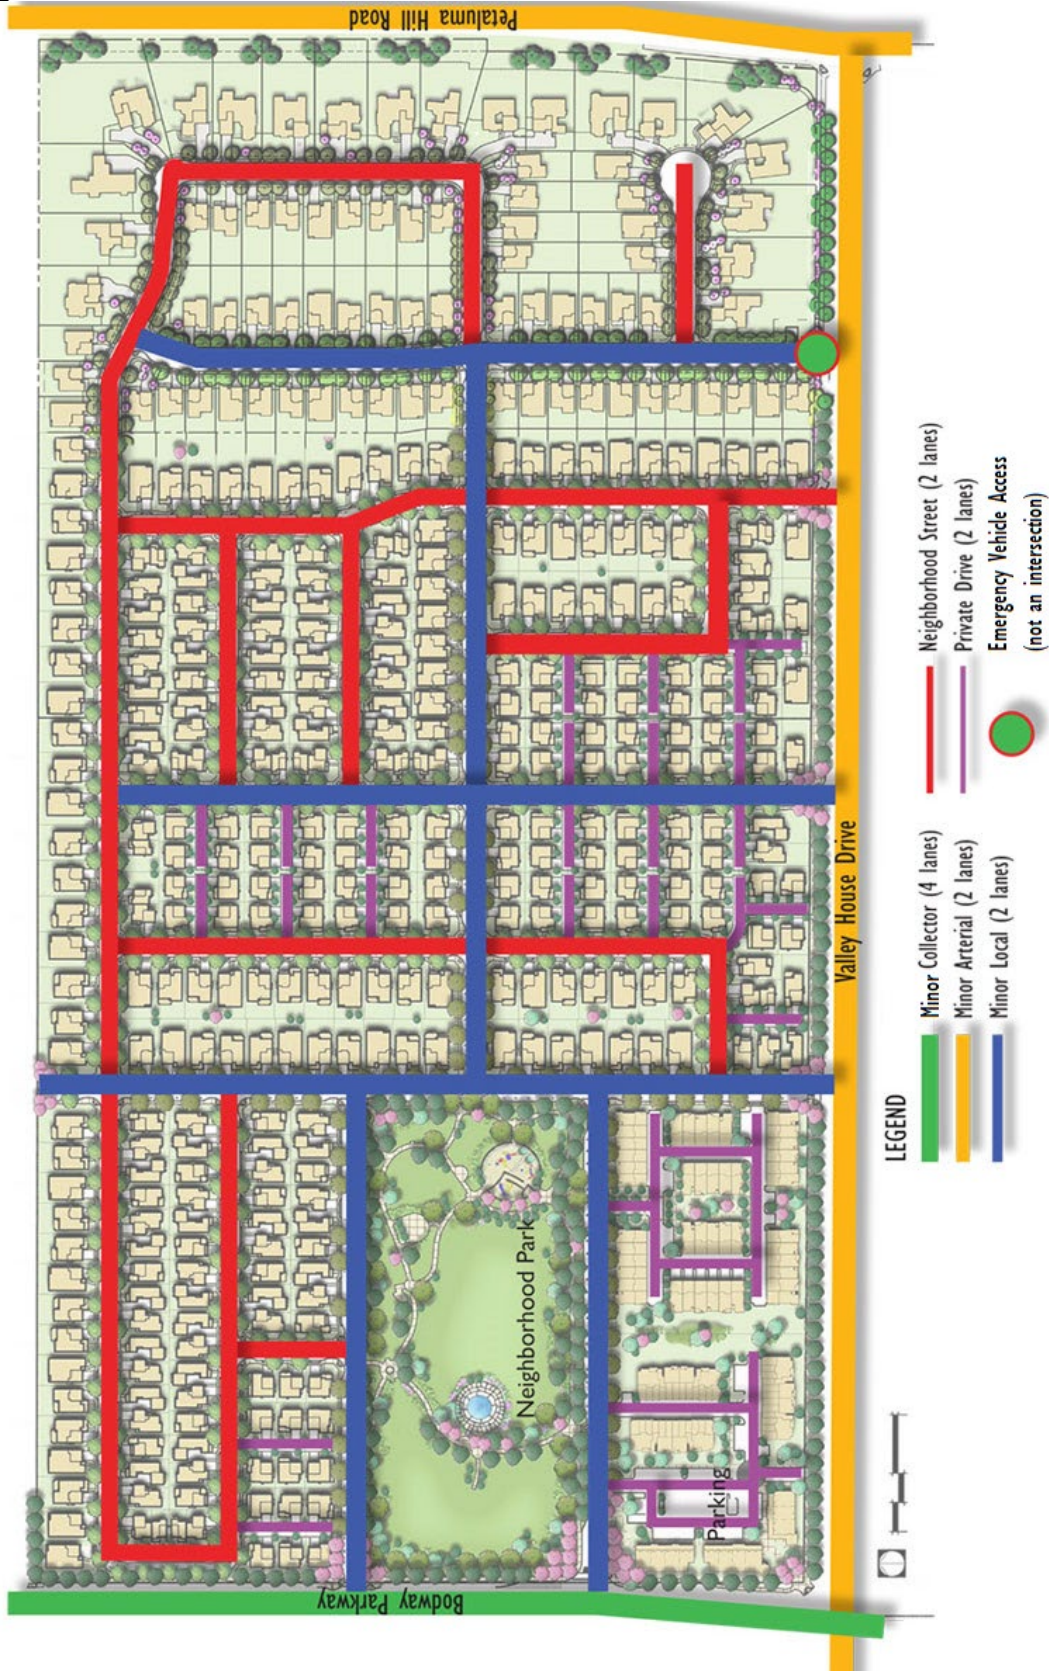 Petaluma Hill Road
Valley House Drive
Bodway Parkway
Neighborhood Park
Parking
LEGEND
Minor Collector (4 lanes)
Minor Arterial (2 lanes)
Minor Local (2 lanes)
Neighborhood Street (2 lanes)
Private Drive (2 lanes)
Emergency Vehicle Access
(not an intersection)